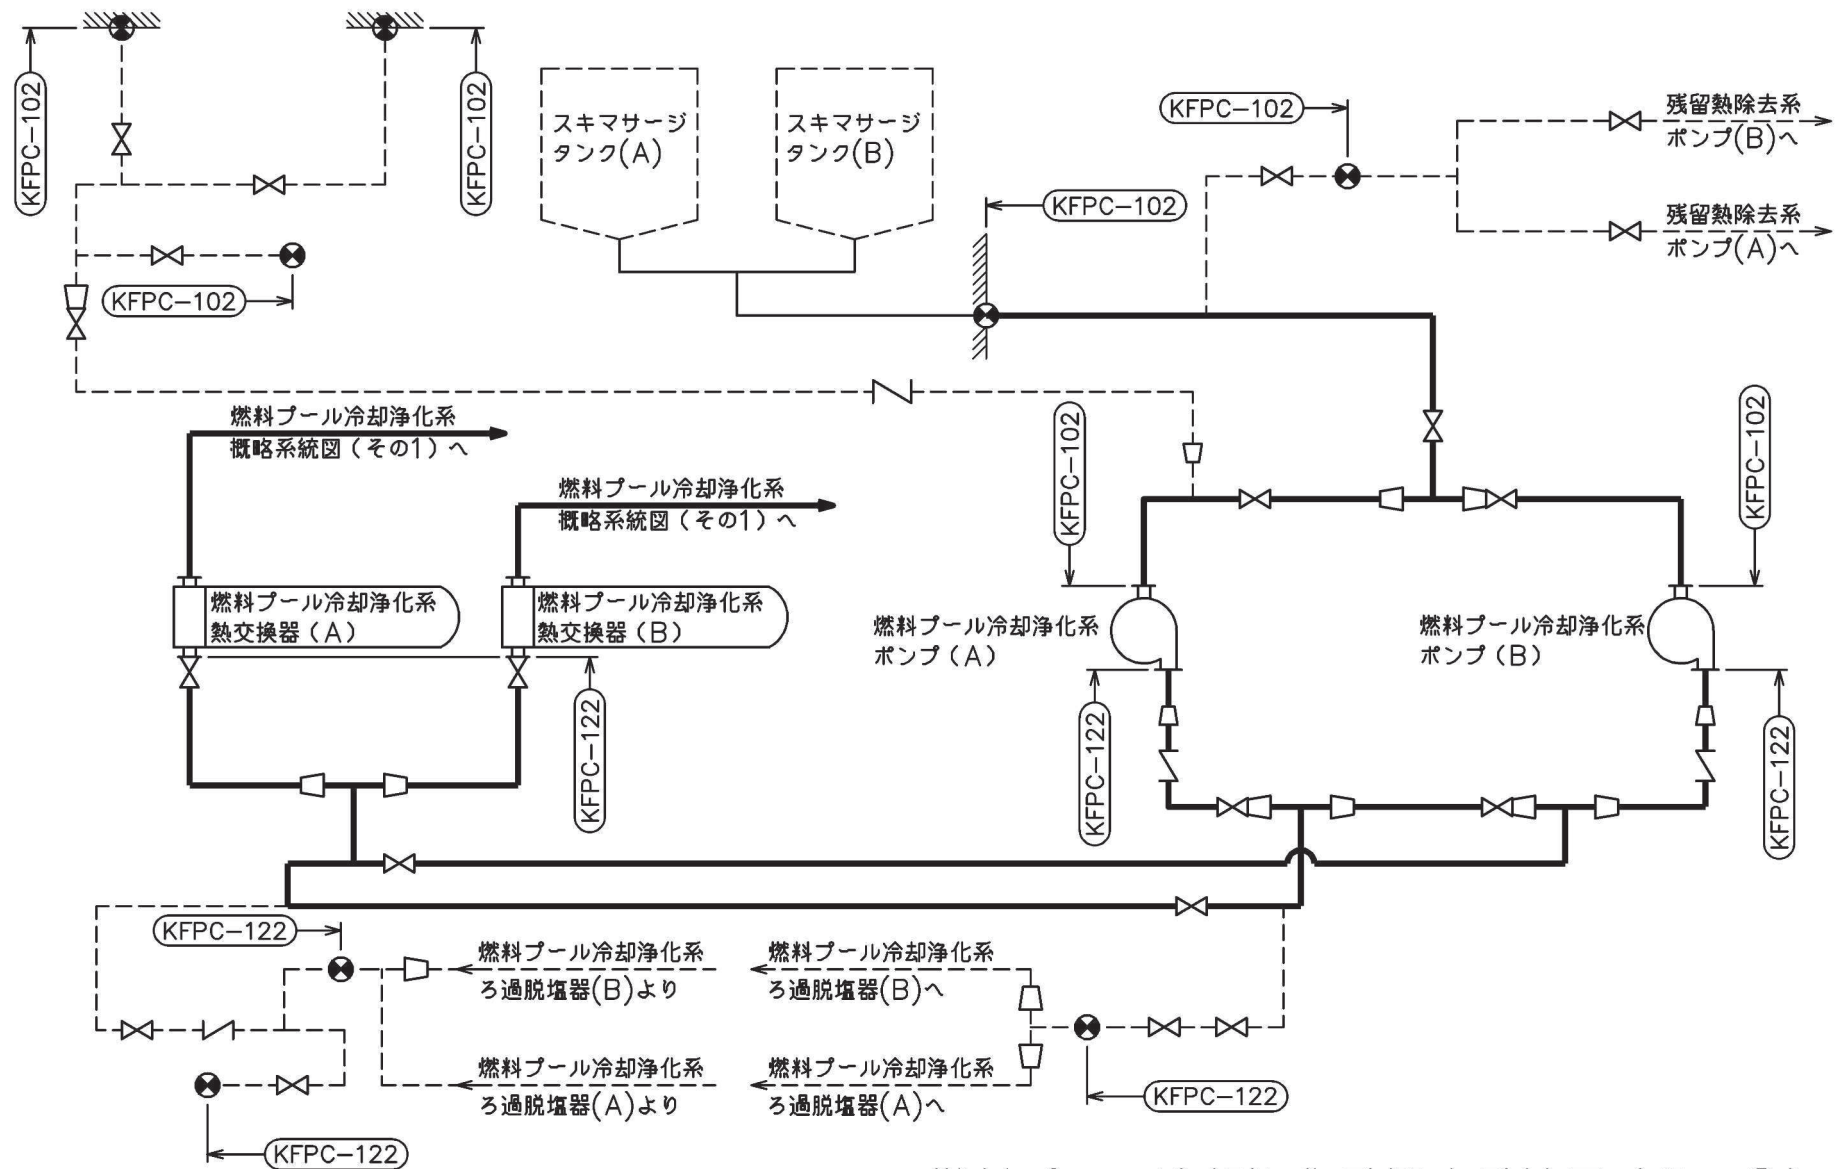 KFPC-102
KFPC-102
スキマサージ
タンク(A)
スキマサージ
タンク(B)
KFPC-102
残留熱除去系
ポンプ(B)へ
KFPC-102
残留熱除去系
ポンプ(A)へ
KFPC-102
燃料プール冷却浄化系
概略系統図(その1)へ
燃料プール冷却浄化系
概略系統図(その1)へ
KFPC-102
KFPC-102
燃料プール冷却浄化系
熱交換器(A)
燃料プール冷却浄化系
熱交換器(B)
燃料プール冷却浄化系
ポンプ(A)
燃料プール冷却浄化系
ポンプ(B)
KFPC-122
KFPC-122
KFPC-122
KFPC-122
燃料プール冷却浄化系
ろ過脱塩器(B)より
燃料プール冷却浄化系
ろ過脱塩器(B)へ
燃料プール冷却浄化系
ろ過脱塩器(A)より
燃料プール冷却浄化系
ろ過脱塩器(A)へ
KFPC-122
KFPC-122